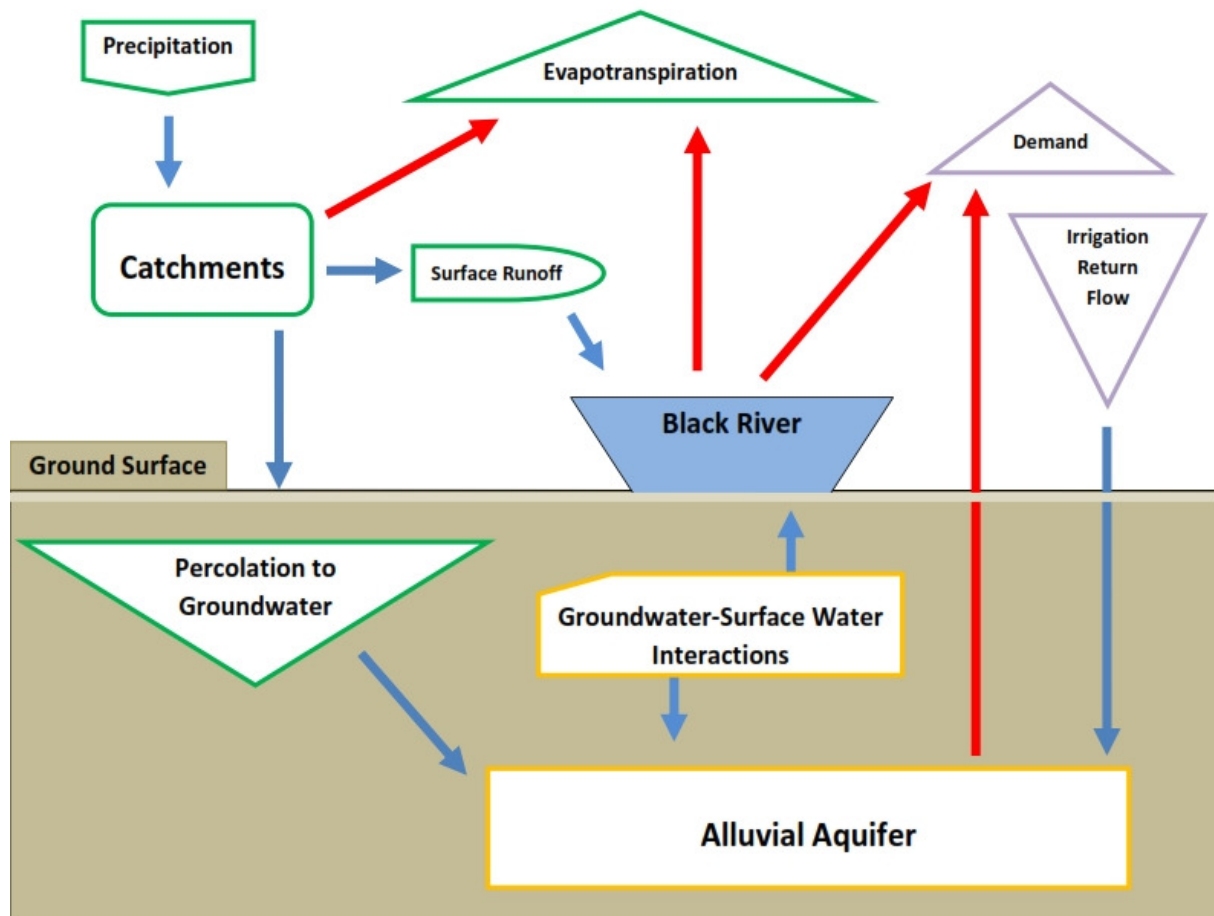 Precipitation
Evapotranspiration
Demand
Catchments
Surface Runoff
Irrigation
Return
Flow
Black River
Ground Surface
Percolation to
Groundwater
Groundwater-Surface Water
Interactions
Alluvial Aquifer